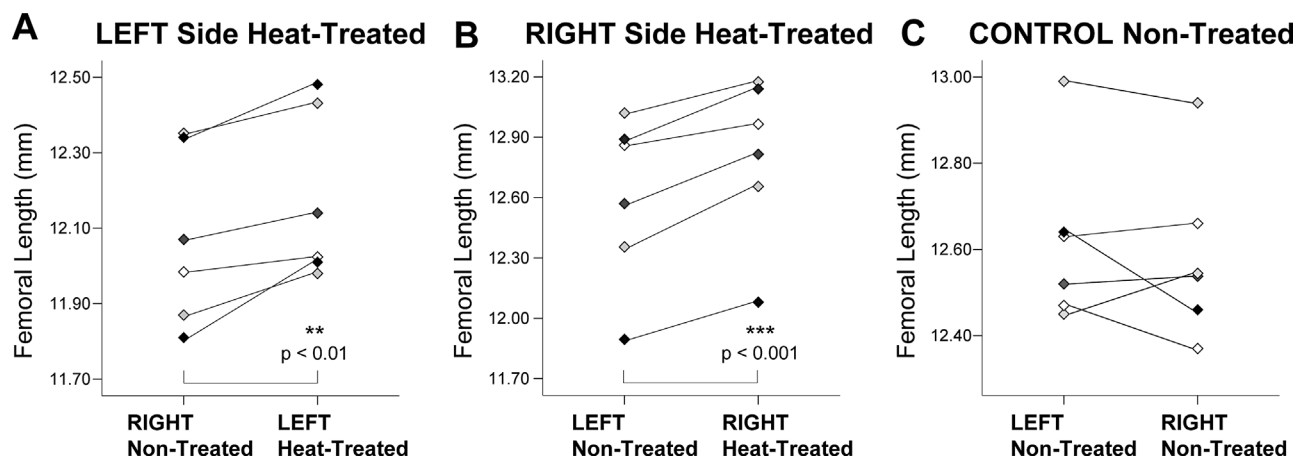 A LEFT Side Heat-Treated
Femoral Length (mm)
12.50
12.30
12.10
11.90
11.70
**
p < 0.01
RIGHT
Non-Treated
LEFT
Heat-Treated
B RIGHT Side Heat-Treated
Femoral Length (mm)
13.20
12.90
12.60
12.30
12.00
11.70
***
p < 0.001
LEFT
Non-Treated
RIGHT
Heat-Treated
C CONTROL Non-Treated
Femoral Length (mm)
13.00
12.80
12.60
12.40
LEFT
Non-Treated
RIGHT
Non-Treated